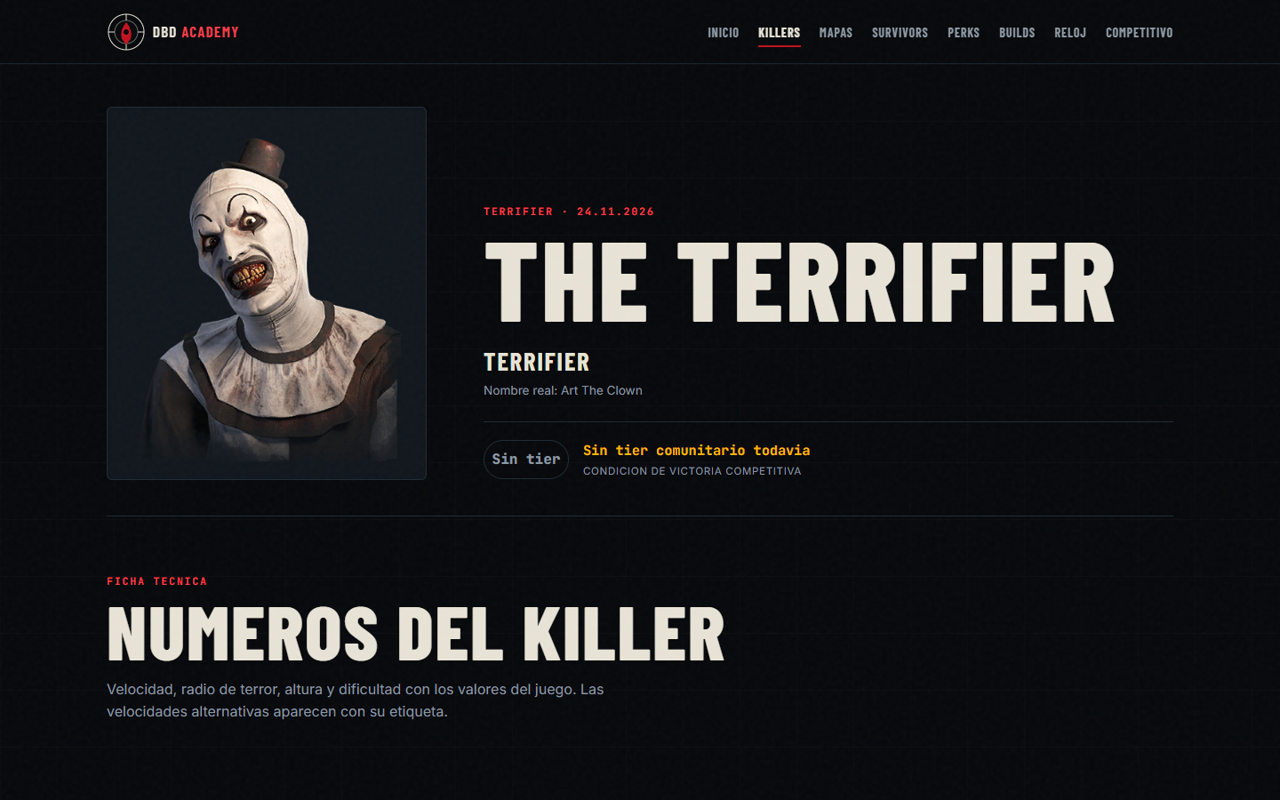 DBD ACADEMY
INICIO
KILLERS
MAPAS
SURVIVORS
PERKS
BUILDS
RELOJ
COMPETITIVO
TERRIFIER · 24.11.2026
THE TERRIFIER
TERRIFIER
Nombre real: Art The Clown
Sin tier
Sin tier comunitario todavia
CONDICION DE VICTORIA COMPETITIVA
FICHA TECNICA
NUMEROS DEL KILLER
Velocidad, radio de terror, altura y dificultad con los valores del juego. Las
velocidades alternativas aparecen con su etiqueta.